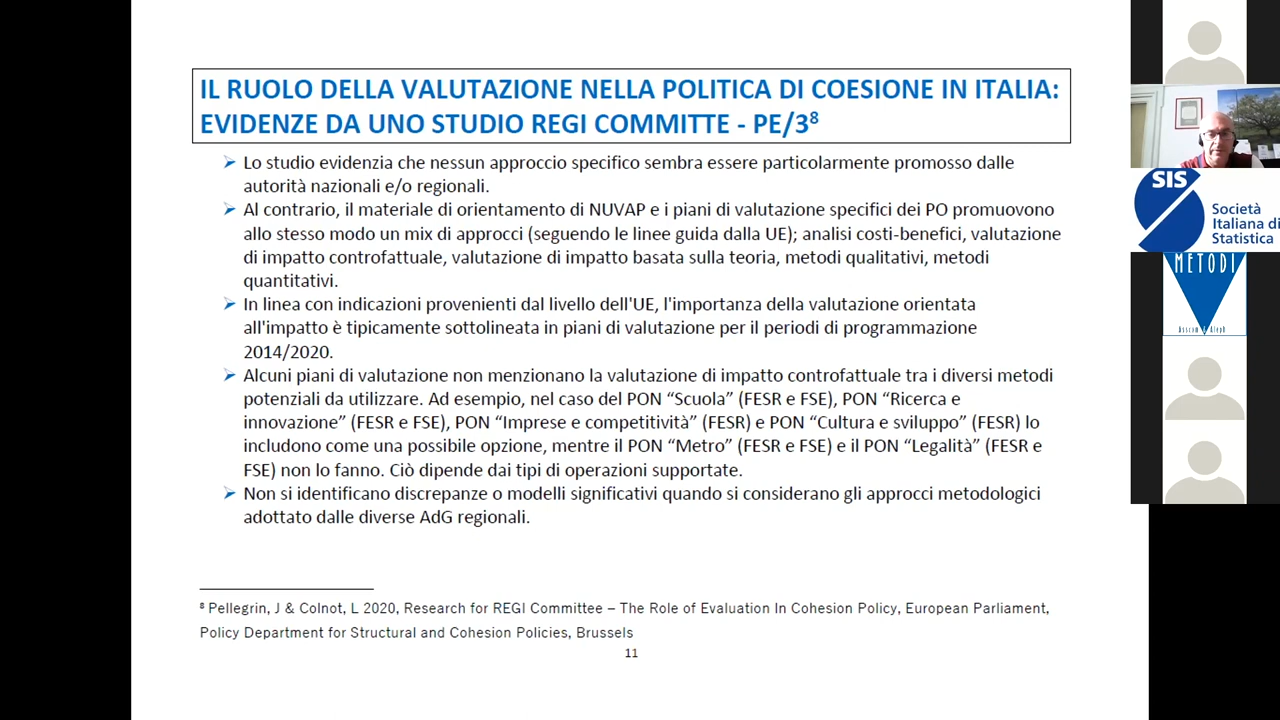 IL RUOLO DELLA VALUTAZIONE NELLA POLITICA DI COESIONE IN ITALIA:
EVIDENZE DA UNO STUDIO REGI COMMITTE - PE/3⁸
➢ Lo studio evidenzia che nessun approccio specifico sembra essere particolarmente promosso dalle
autorità nazionali e/o regionali.
➢ Al contrario, il materiale di orientamento di NUVAP e i piani di valutazione specifici dei PO promuovono
allo stesso modo un mix di approcci (seguendo le linee guida dalla UE); analisi costi-benefici, valutazione
di impatto controfattuale, valutazione di impatto basata sulla teoria, metodi qualitativi, metodi
quantitativi.
➢ In linea con indicazioni provenienti dal livello dell'UE, l'importanza della valutazione orientata
all'impatto è tipicamente sottolineata in piani di valutazione per il periodi di programmazione
2014/2020.
➢ Alcuni piani di valutazione non menzionano la valutazione di impatto controfattuale tra i diversi metodi
potenziali da utilizzare. Ad esempio, nel caso del PON “Scuola” (FESR e FSE), PON “Ricerca e
innovazione” (FESR e FSE), PON “Imprese e competitività” (FESR) e PON “Cultura e sviluppo” (FESR) lo
includono come una possibile opzione, mentre il PON “Metro” (FESR e FSE) e il PON “Legalità” (FESR e
FSE) non lo fanno. Ciò dipende dai tipi di operazioni supportate.
➢ Non si identificano discrepanze o modelli significativi quando si considerano gli approcci metodologici
adottato dalle diverse AdG regionali.
⁸ Pellegrin, J & Colnot, L 2020, Research for REGI Committee – The Role of Evaluation In Cohesion Policy, European Parliament,
Policy Department for Structural and Cohesion Policies, Brussels
11
SIS
Società
Italiana di
Statistica
METODI
Asscom & Aleph